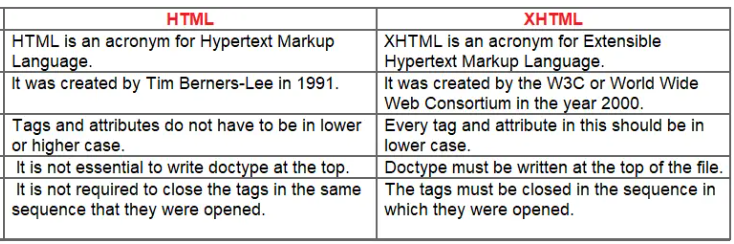 HTML XHTML
HTML is an acronym for Hypertext Markup
Language.
XHTML is an acronym for Extensible
Hypertext Markup Language.
It was created by Tim Berners-Lee in 1991.
It was created by the W3C or World Wide
Web Consortium in the year 2000.
Tags and attributes do not have to be in lower
or higher case.
Every tag and attribute in this should be in
lower case.
It is not essential to write doctype at the top.
Doctype must be written at the top of the file.
It is not required to close the tags in the same
sequence that they were opened.
The tags must be closed in the sequence in
which they were opened.